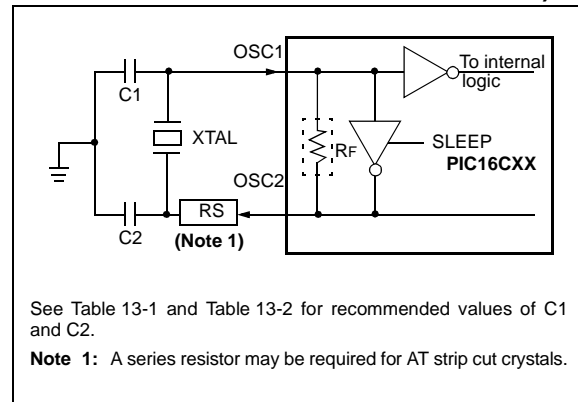 OSC1
To internal
logic
C1
XTAL
RF
SLEEP
PIC16CXX
OSC2
RS
C2
(Note 1)
See Table 13-1 and Table 13-2 for recommended values of C1
and C2.
Note 1: A series resistor may be required for AT strip cut crystals.